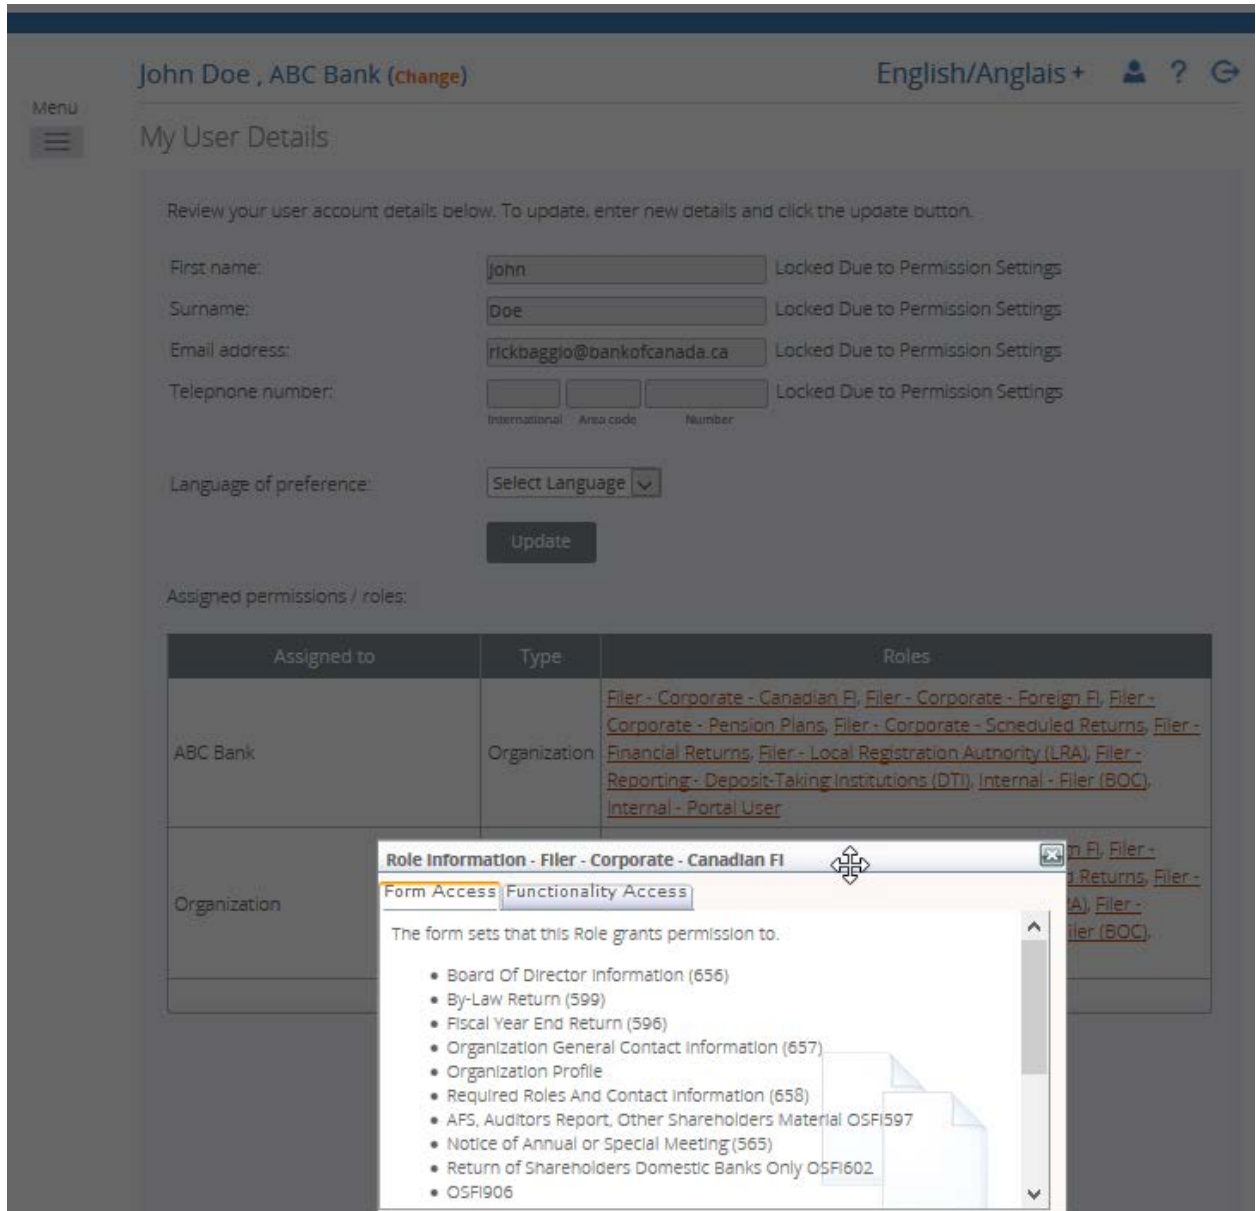 John Doe , ABC Bank (Change)
English/Anglais +
?
Menu
My User Details
Review your user account details below. To update, enter new details and click the update button.
First name:
John
Locked Due to Permission Settings
Surname:
Doe
Locked Due to Permission Settings
Email address:
rickbaggio@bankofcanada.ca
Locked Due to Permission Settings
Telephone number:
Locked Due to Permission Settings
International Area code Number
Language of preference:
Select Language
Update
Assigned permissions / roles:
Assigned to Type Roles
ABC Bank
Organization
Filer - Corporate - Canadian FI, Filer - Corporate - Foreign FI, Filer -
Corporate - Pension Plans, Filer - Corporate - Scheduled Returns, Filer -
Financial Returns, Filer - Local Registration Authority (LRA), Filer -
Reporting - Deposit-Taking Institutions (DTI), Internal - Filer (BOC),
Internal - Portal User
Organization
n FI, Filer -
d Returns, Filer -
A), Filer -
iler (BOC),
Role Information - Filer - Corporate - Canadian FI
Form Access Functionality Access
The form sets that this Role grants permission to.
• Board Of Director Information (656)
• By-Law Return (599)
• Fiscal Year End Return (596)
• Organization General Contact Information (657)
• Organization Profile
• Required Roles And Contact Information (658)
• AFS, Auditors Report, Other Shareholders Material OSFI597
• Notice of Annual or Special Meeting (565)
• Return of Shareholders Domestic Banks Only OSFI602
• OSFI906